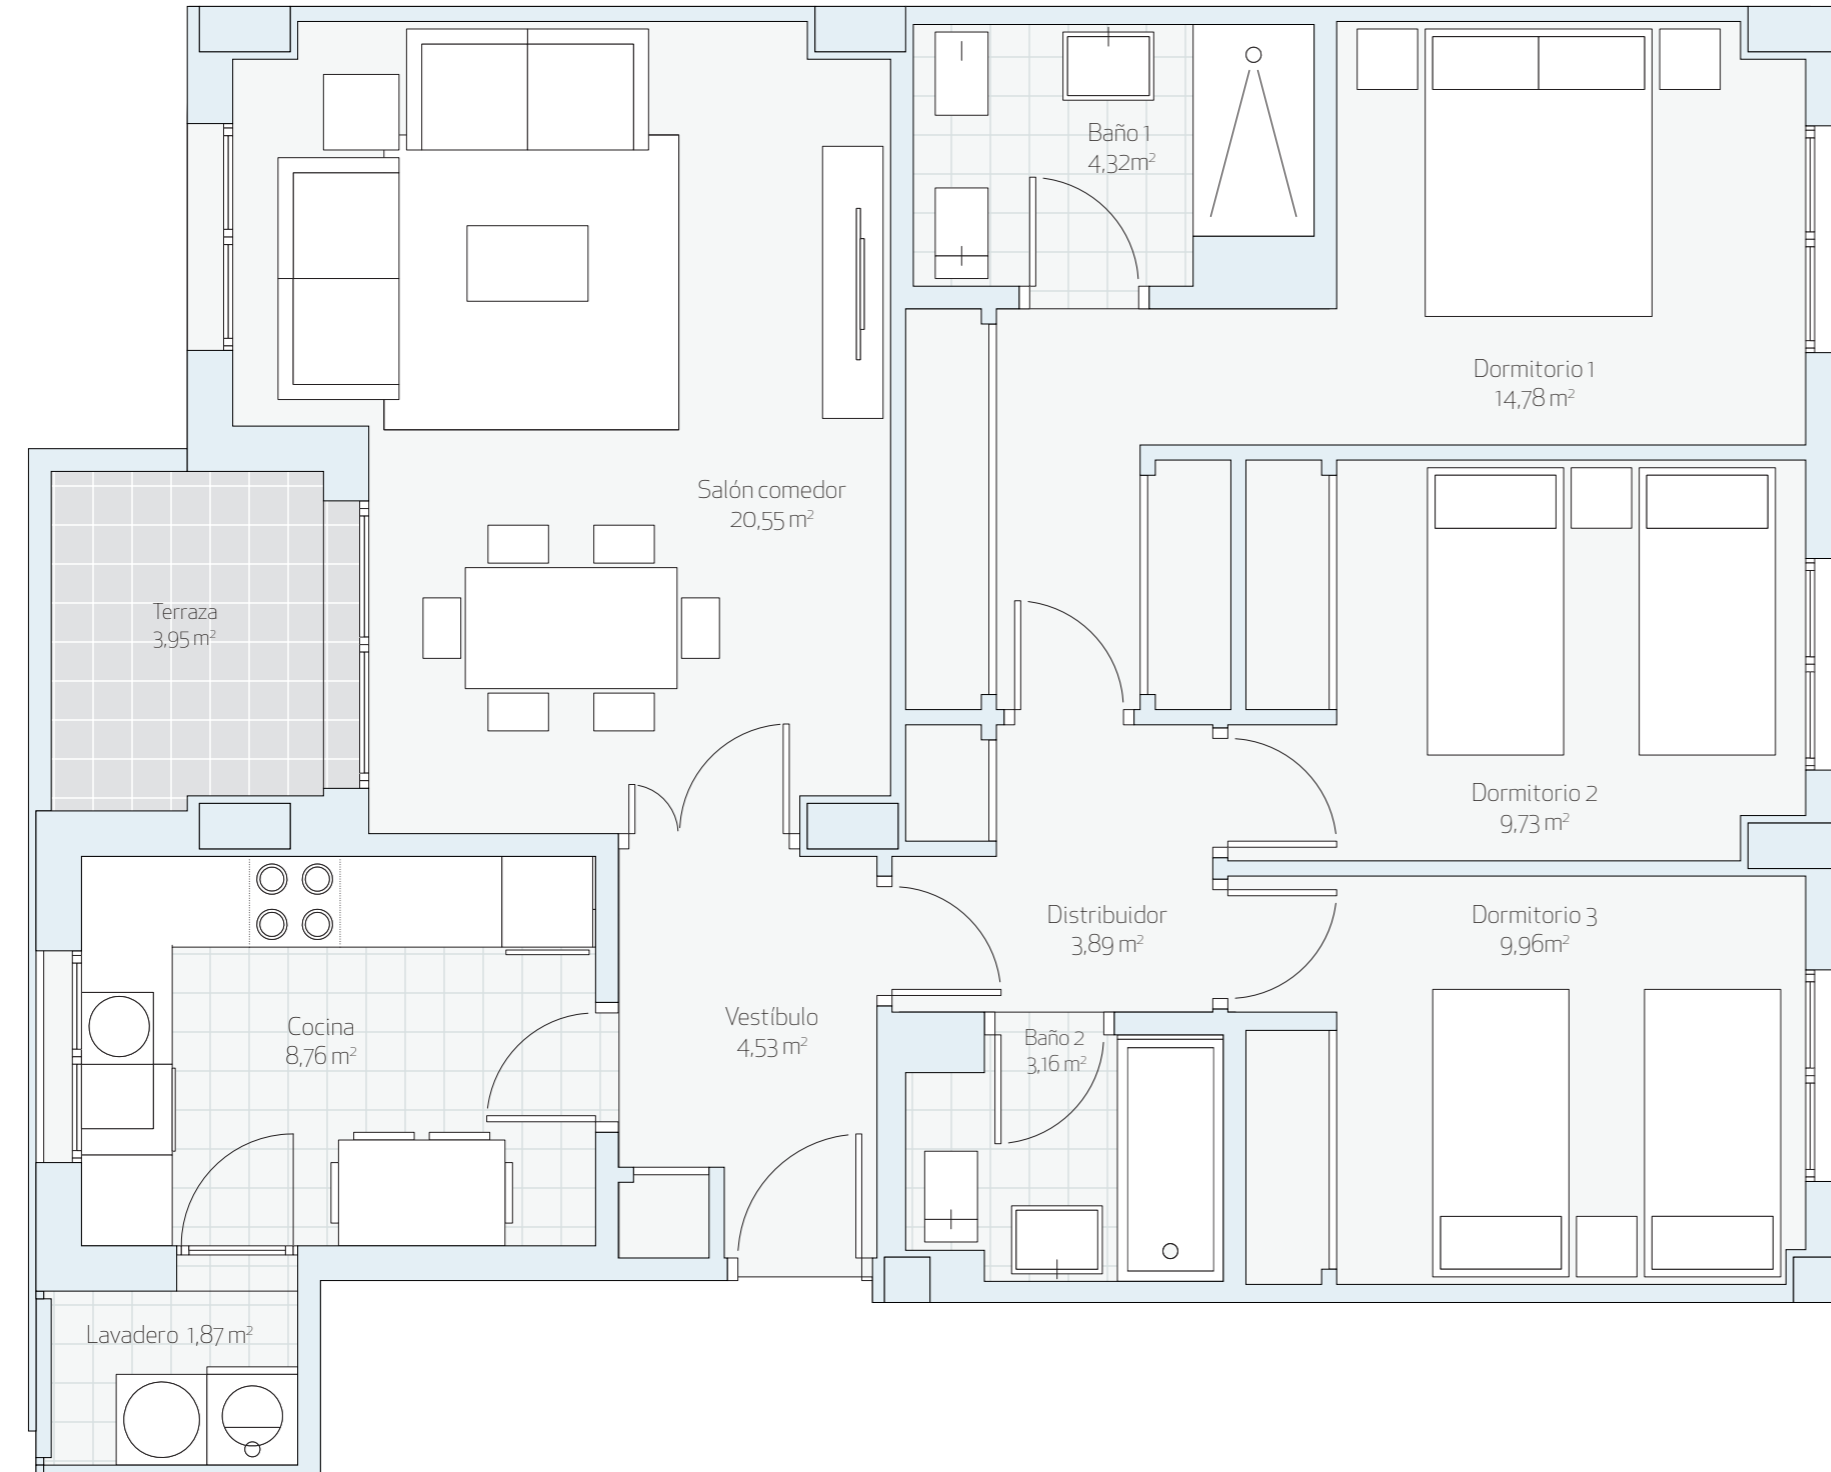 Baño 1
4,32m²
Dormitorio 1
14,78 m²
Salón comedor
20,55 m²
Terraza
3,95 m²
Dormitorio 2
9,73 m²
Distribuidor
3,89 m²
Dormitorio 3
9,96m²
Vestíbulo
4,53 m²
Cocina
8,76 m²
Baño 2
3,16 m²
Lavadero 1,87 m²